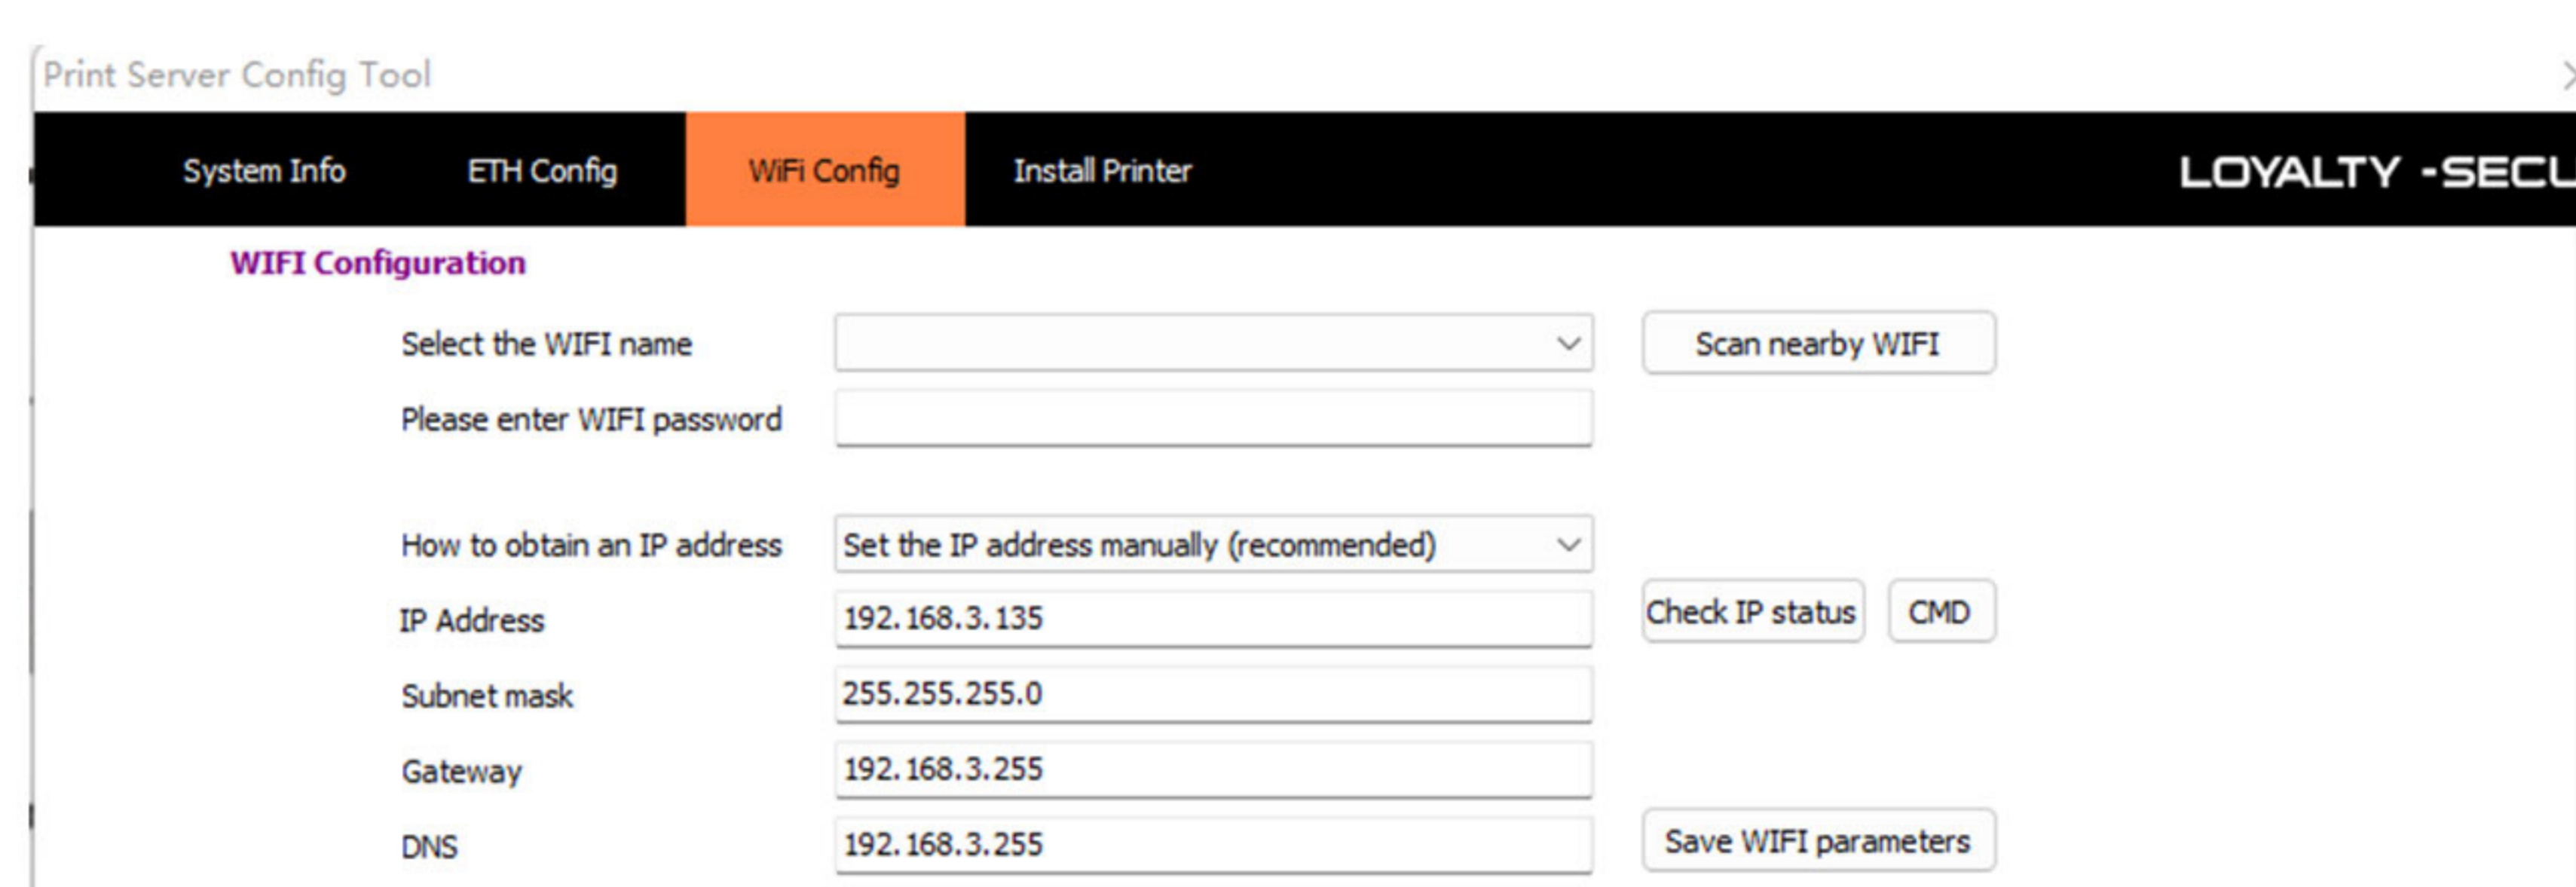 Print Server Config Tool
System Info ETH Config WiFi Config Install Printer LOYALTY -SECU
WIFI Configuration
Select the WIFI name Scan nearby WIFI
Please enter WIFI password
How to obtain an IP address Set the IP address manually (recommended)
IP Address 192.168.3.135 Check IP status CMD
Subnet mask 255.255.255.0
Gateway 192.168.3.255
DNS 192.168.3.255 Save WIFI parameters